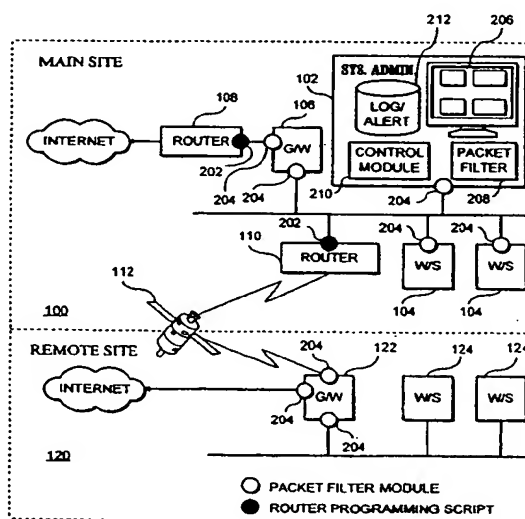 212
206
MAIN SITE
102
SYS. ADMIN.
LOG/
ALERT
108
106
INTERNET
ROUTER
G/W
202
204
204
CONTROL
MODULE
PACKET
FILTER
210
204
208
202
204
204
110
ROUTER
W/S
W/S
112
104
104
100
REMOTE SITE
204
122
124
124
INTERNET
G/W
W/S
W/S
204
204
120
PACKET FILTER MODULE
ROUTER PROGRAMMING SCRIPT